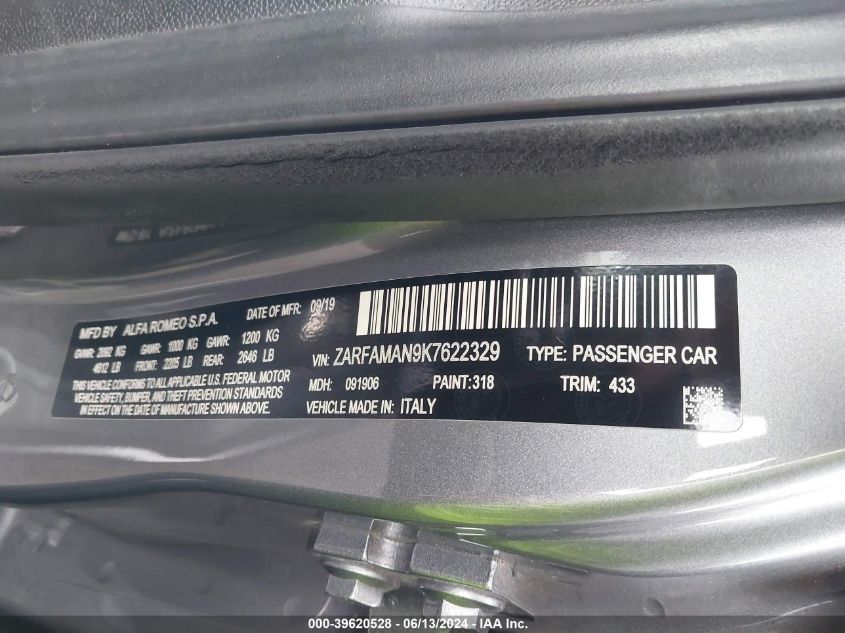 MFD BY ALFA ROMEO S.P.A. DATE OF MFR: 09/19
GVWR: 2092 KG GAWR: 1000 KG GAWR: 1200 KG
4612 LB FRONT: 2205 LB REAR: 2646 LB
THIS VEHICLE CONFORMS TO ALL APPLICABLE U.S. FEDERAL MOTOR
VEHICLE SAFETY, BUMPER, AND THEFT PREVENTION STANDARDS
IN EFFECT ON THE DATE OF MANUFACTURE SHOWN ABOVE.
VIN: ZARFAMAN9K7622329 TYPE: PASSENGER CAR
MDH: 091906 PAINT:318 TRIM: 433
VEHICLE MADE IN: ITALY
000-39620528 - 06/13/2024 - IAA Inc.